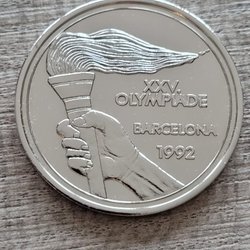 XXV.
OLYMPIADE
BARCELONA
1992